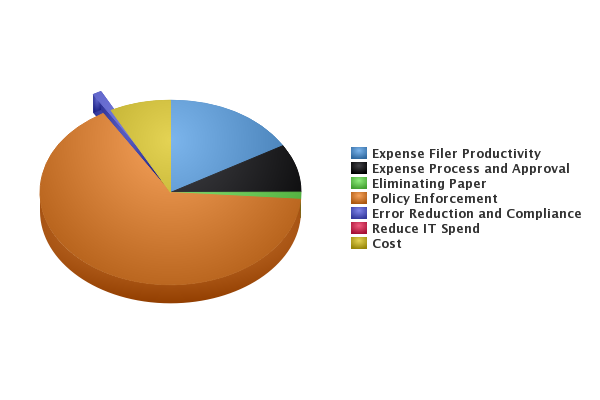 Expense Filer Productivity
Expense Process and Approval
Eliminating Paper
Policy Enforcement
Error Reduction and Compliance
Reduce IT Spend
Cost